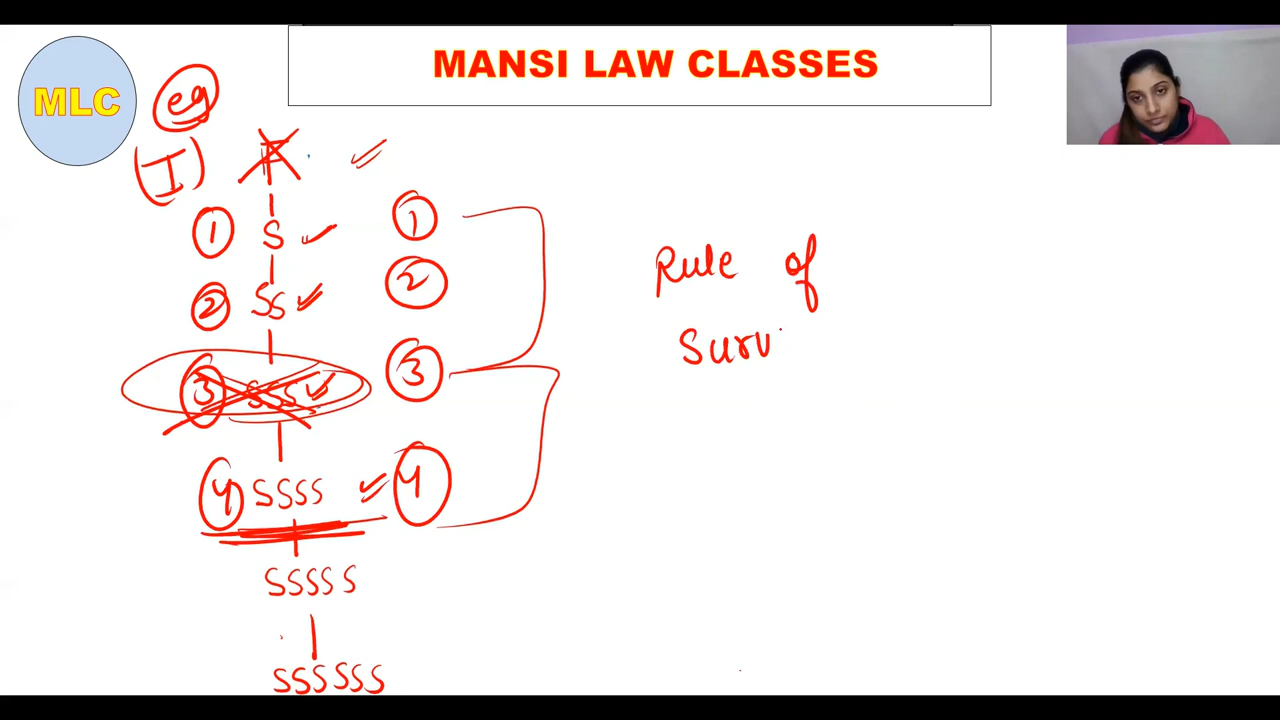 MANSI LAW CLASSES
MLC
eg
(I) F
1 S 1
2 SS 2
3 SSS 3
4 SSSS 4
SSSSS
SSSSSS
Rule of
Surv